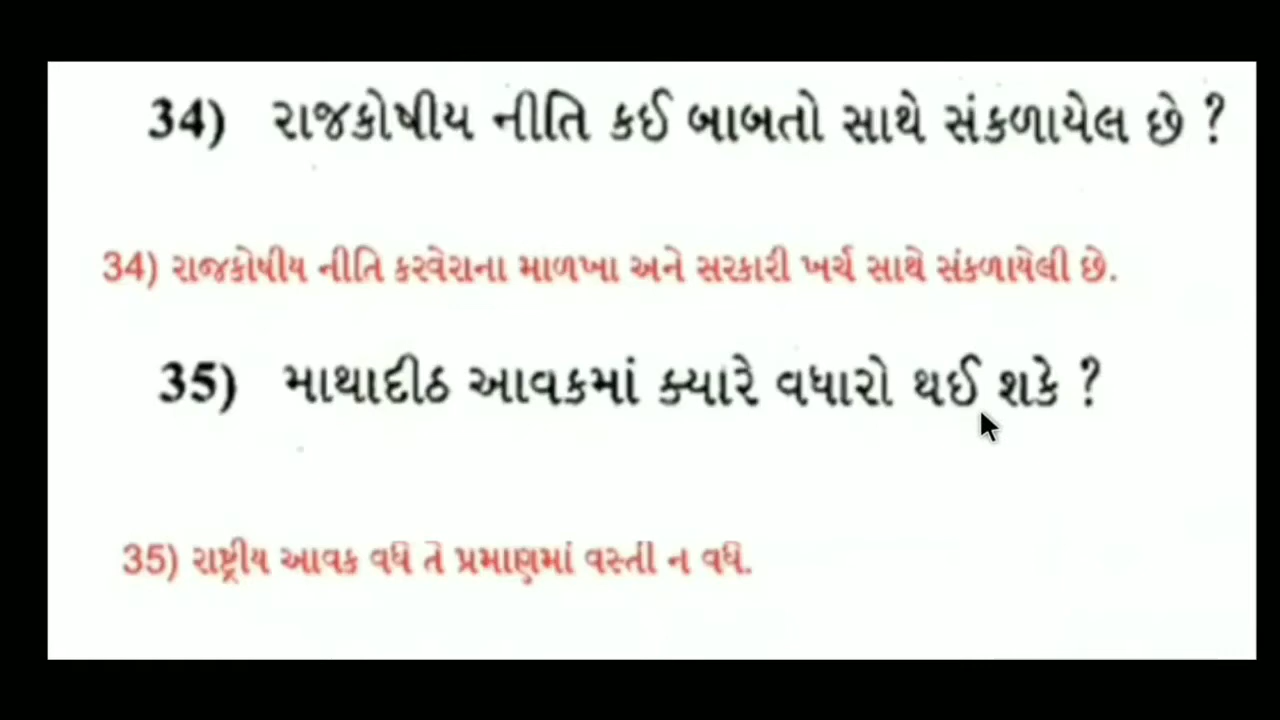 34) રાજકોષીય નીતિ કઈ બાબતો સાથે સંકળાયેલ છે ?
34) રાજકોષીય નીતિ કરવેરાના માળખા અને સરકારી ખર્ચ સાથે સંકળાયેલી છે.
35) માથાદીઠ આવકમાં ક્યારે વધારો થઈ શકે ?
35) રાષ્ટ્રીય આવક વધે તે પ્રમાણમાં વસ્તી ન વધે.